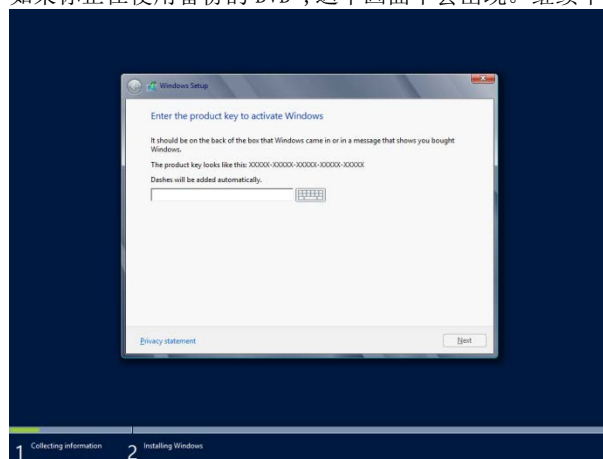 Windows Setup
Enter the product key to activate Windows
It should be on the back of the box that Windows came in or in a message that shows you bought
Windows.
The product key looks like this: XXXXX-XXXXX-XXXXX-XXXXX-XXXXX
Dashes will be added automatically.
Privacy statement
Next
1 Collecting information
2 Installing Windows